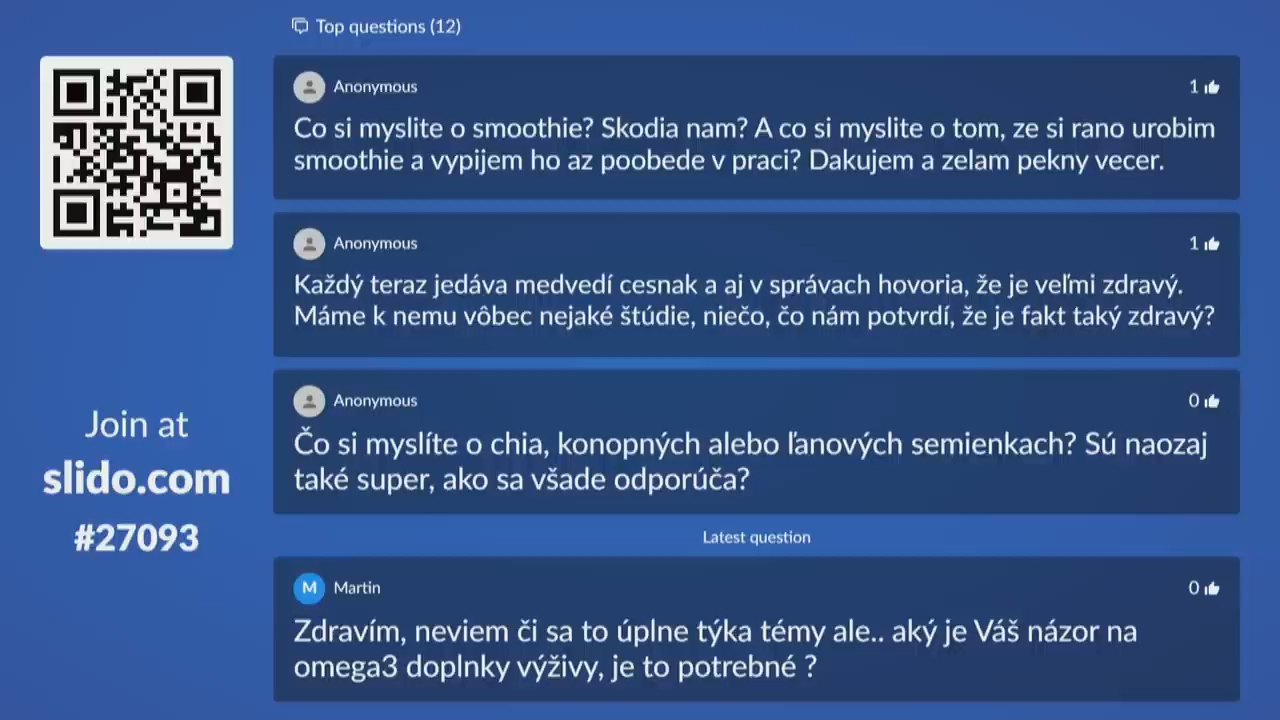 Top questions (12)
Anonymous
1
Co si myslite o smoothie? Skodia nam? A co si myslite o tom, ze si rano urobim
smoothie a vypijem ho az poobede v praci? Dakujem a zelam pekny vecer.
Anonymous
1
Každý teraz jedáva medvedí cesnak a aj v správach hovoria, že je veľmi zdravý.
Máme k nemu vôbec nejaké štúdie, niečo, čo nám potvrdí, že je fakt taký zdravý?
Anonymous
0
Čo si myslíte o chia, konopných alebo ľanových semienkach? Sú naozaj
také super, ako sa všade odporúča?
Latest question
M
Martin
0
Zdravím, neviem či sa to úplne týka témy ale.. aký je Váš názor na
omega3 doplnky výživy, je to potrebné ?
Join at
slido.com
#27093